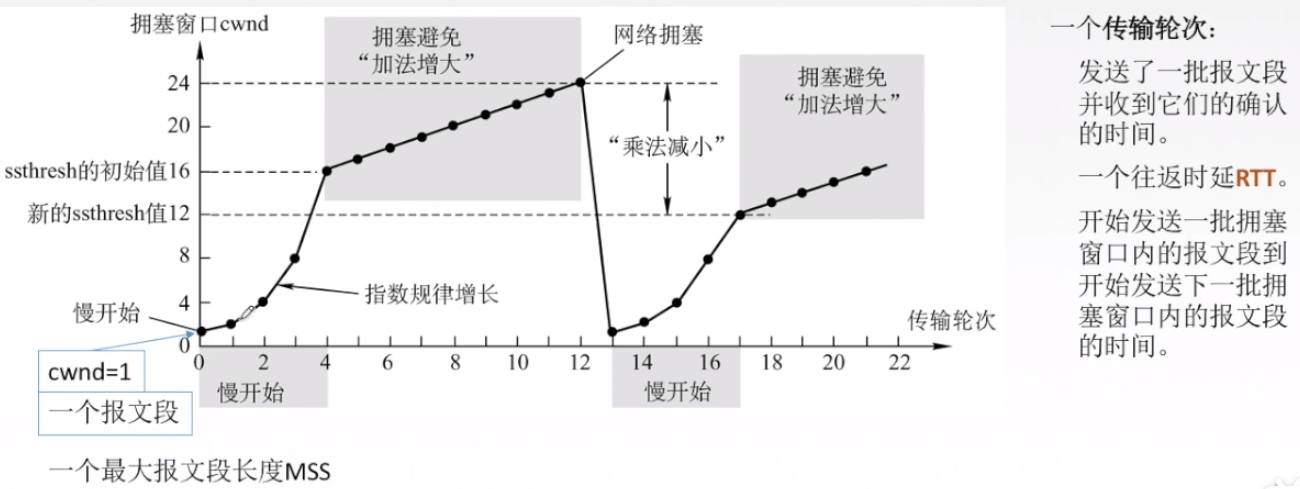 拥塞窗口cwnd
拥塞避免
“加法增大”
网络拥塞
24
20
ssthresh的初始值16
新的ssthresh值12
8
4
0
“乘法减小”
拥塞避免
“加法增大”
指数规律增长
慢开始
传输轮次
0 2 4 6 8 10 12 14 16 18 20 22
慢开始
慢开始
cwnd=1
一个报文段
一个最大报文段长度MSS
一个传输轮次：
发送了一批报文段
并收到它们的确认
的时间。
一个往返时延RTT。
开始发送一批拥塞
窗口内的报文段到
开始发送下一批拥
塞窗口内的报文段
的时间。